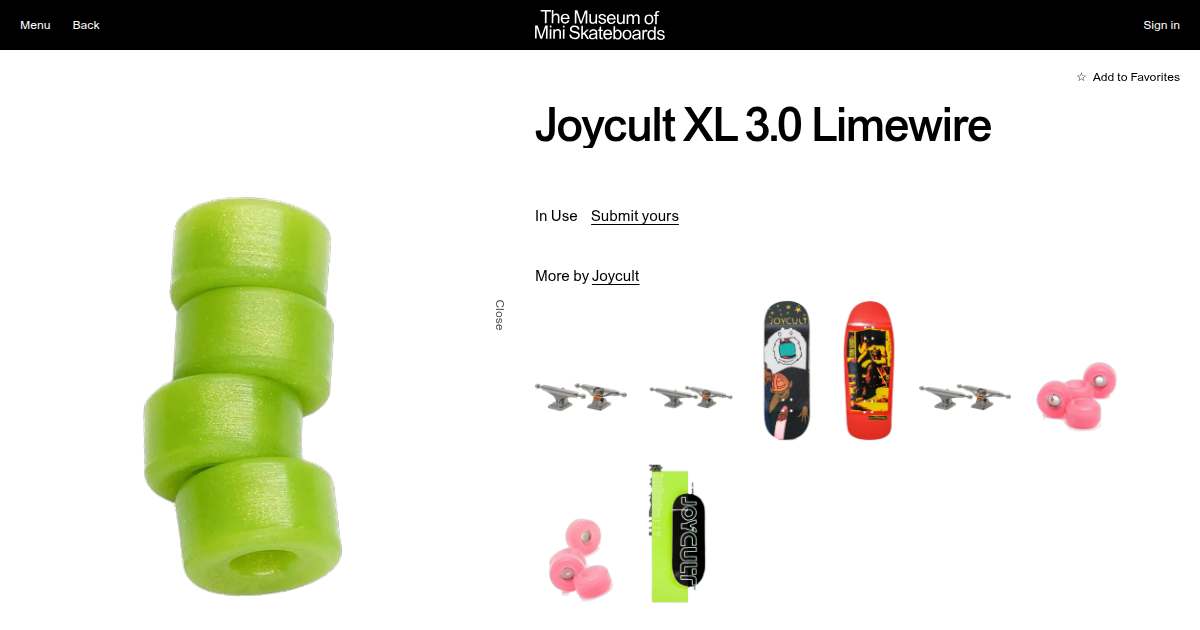 Menu
Back
The Museum of
Mini Skateboards
Sign in
☆ Add to Favorites
Joycult XL 3.0 Limewire
In Use
Submit yours
More by Joycult
Close
JOYCULT
JOYCULT